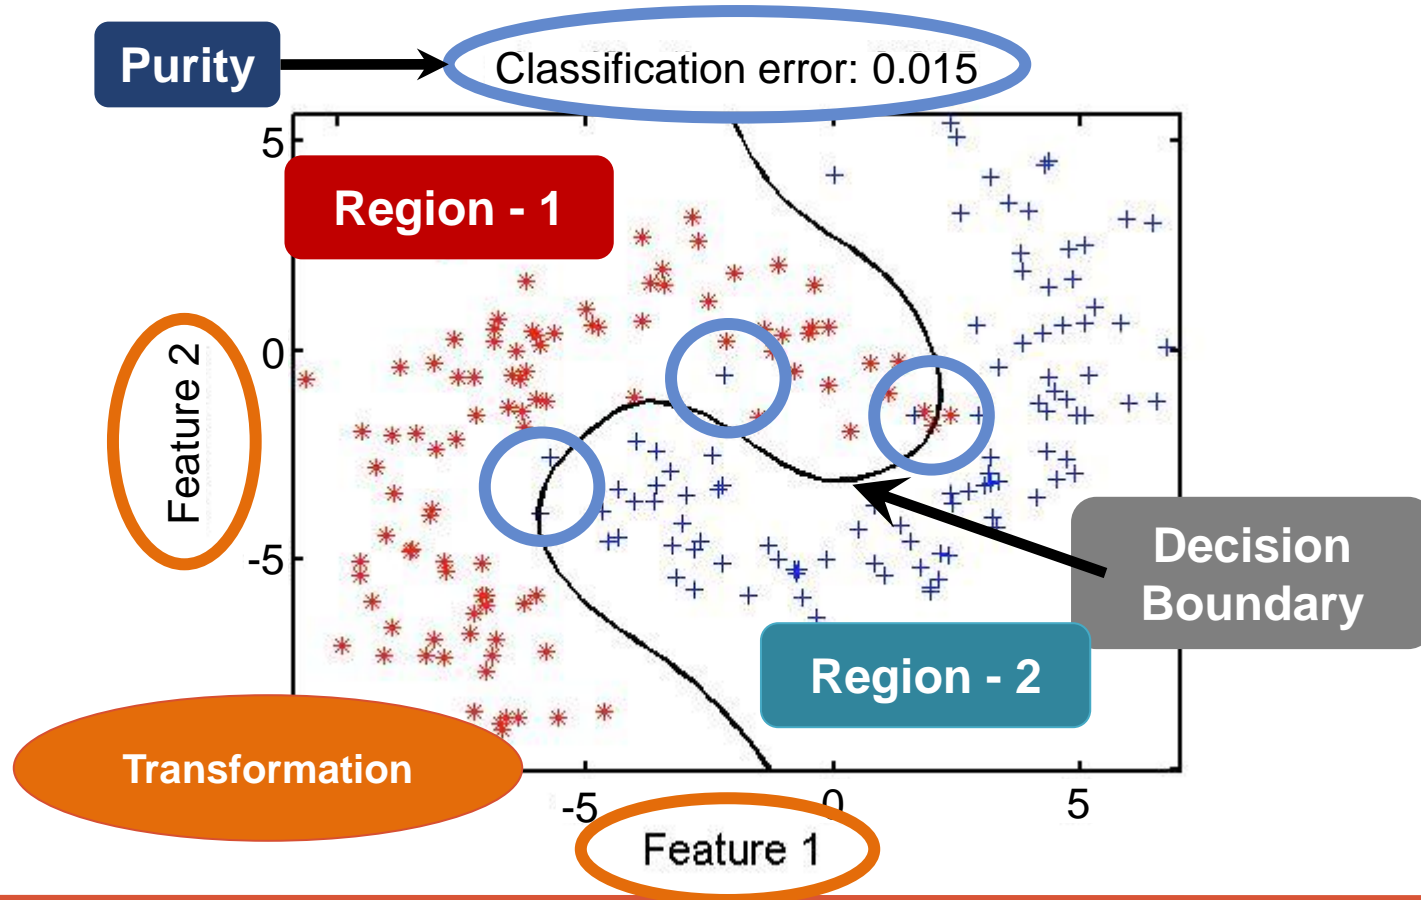 Purity
Classification error: 0.015
5
Region - 1
0
Feature 2
-5
Decision
Boundary
Region - 2
Transformation
-5
0
5
Feature 1